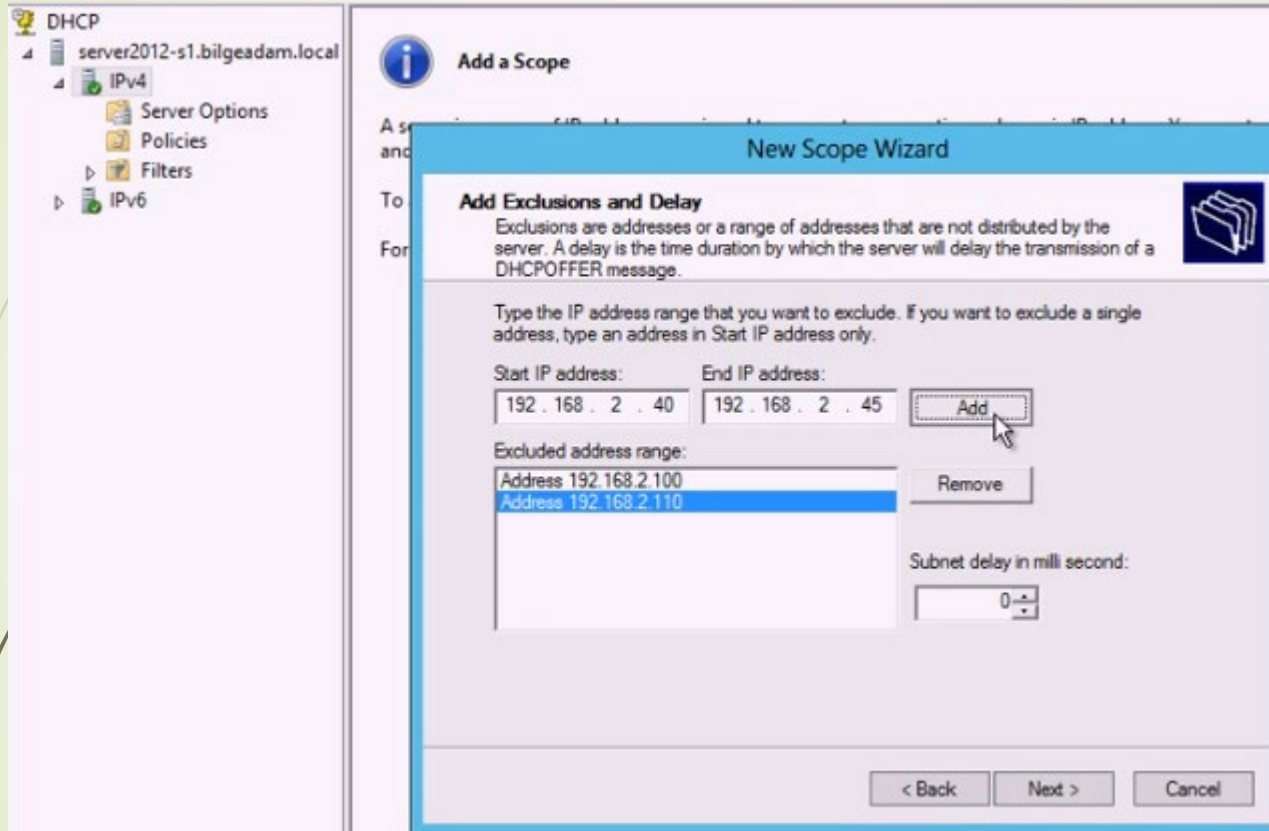 DHCP
server2012-s1.bilgeadam.local
IPv4
Server Options
Policies
Filters
IPv6
Add a Scope
and
To
For
New Scope Wizard
Add Exclusions and Delay
Exclusions are addresses or a range of addresses that are not distributed by the
server. A delay is the time duration by which the server will delay the transmission of a
DHCPOFFER message.
Type the IP address range that you want to exclude. If you want to exclude a single
address, type an address in Start IP address only.
Start IP address: End IP address:
192 . 168 . 2 . 40 192 . 168 . 2 . 45 Add
Excluded address range:
Address 192.168.2.100
Address 192.168.2.110
Remove
Subnet delay in milli second:
0
< Back Next > Cancel